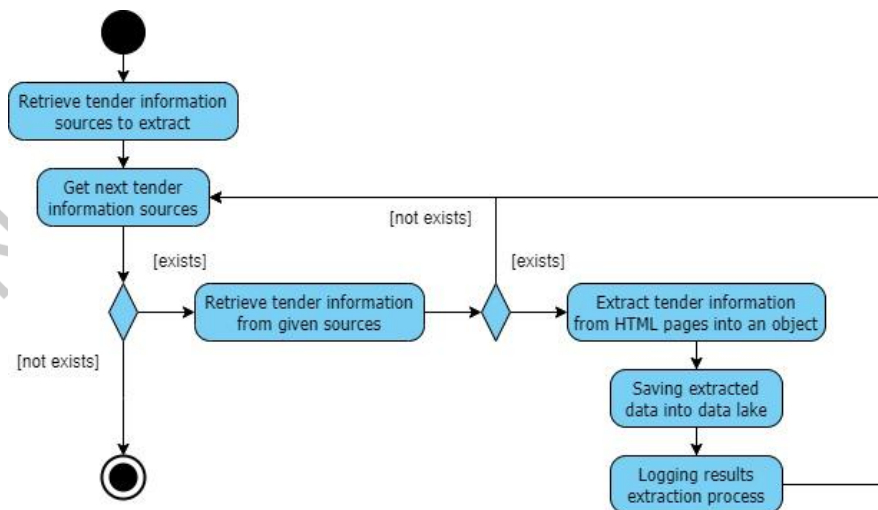 Retrieve tender information
sources to extract
Get next tender
information sources
[not exists]
[exists]
[exists]
Retrieve tender information
from given sources
Extract tender information
from HTML pages into an object
[not exists]
Saving extracted
data into data lake
Logging results
extraction process